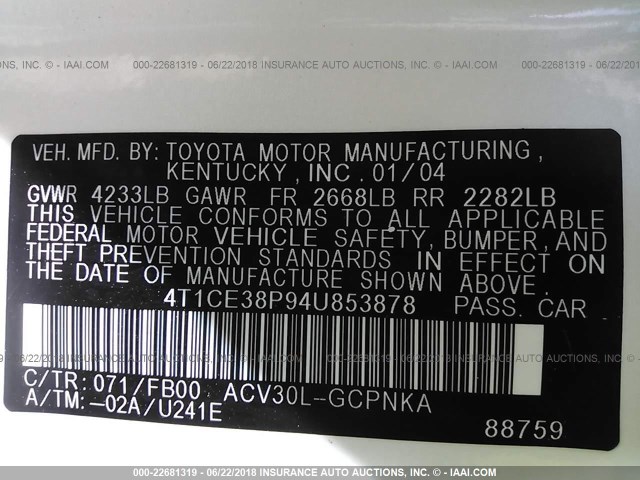 ICTIONS, INC. - IAAI.COM 000-22681319 - 06/22/2018 INSURANCE AUTO AUCTIONS, INC. © - IAAI.COM 000-22681319 - 06/22
VEH. MFD. BY: TOYOTA MOTOR MANUFACTURING,
KENTUCKY, INC. 01/04
GVWR 4233LB GAWR FR 2668LB RR 2282LB
THIS VEHICLE CONFORMS TO ALL APPLICABLE
FEDERAL MOTOR VEHICLE SAFETY, BUMPER, AND
THEFT PREVENTION STANDARDS IN EFFECT ON
THE DATE OF MANUFACTURE SHOWN ABOVE.
4T1CE38P94U853878 PASS. CAR
C/TR: 071/FB00 ACV30L-GCPNKA
A/TM: -02A/U241E
88759
000-22681319 - 06/22/2018 INSURANCE AUTO AUCTIONS, INC. © - IAAI.COM